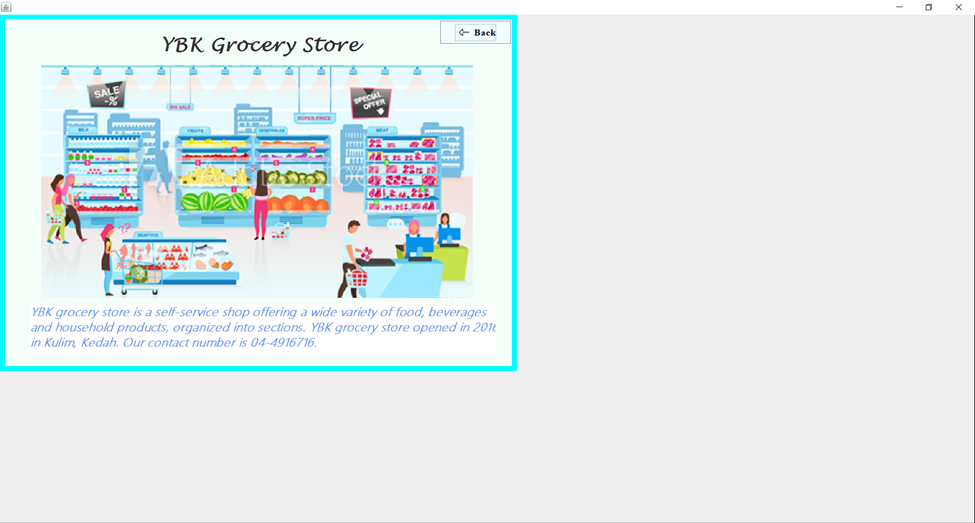 ← Back
YBK Grocery Store
SALE
-%
BIG SALE
SPECIAL
OFFER
SUPER PRICE
MILK
FRUITS
VEGETABLES
MEAT
??
SEAFOOD
YBK grocery store is a self-service shop offering a wide variety of food, beverages
and household products, organized into sections. YBK grocery store opened in 2016
in Kulim, Kedah. Our contact number is 04-4916716.